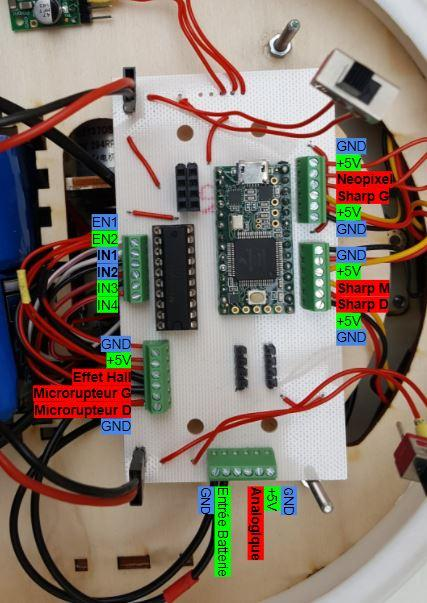 GND
+5V
Neopixel
Sharp G
+5V
GND
EN1
EN2
IN1
IN2
IN3
IN4
GND
+5V
Sharp M
Sharp D
+5V
GND
GND
+5V
Effet Hall
Microrupteur G
Microrupteur D
GND
GND
Entrée Batterie
Analogique
+5V
GND